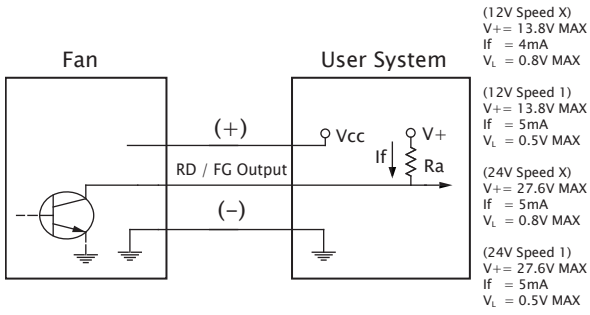 Fan
User System
(+)
Vcc
V+
If
Ra
RD / FG Output
(−)
(12V Speed X)
V+= 13.8V MAX
If = 4mA
VL = 0.8V MAX
(12V Speed 1)
V+= 13.8V MAX
If = 5mA
VL = 0.5V MAX
(24V Speed X)
V+= 27.6V MAX
If = 5mA
VL = 0.8V MAX
(24V Speed 1)
V+= 27.6V MAX
If = 5mA
VL = 0.5V MAX